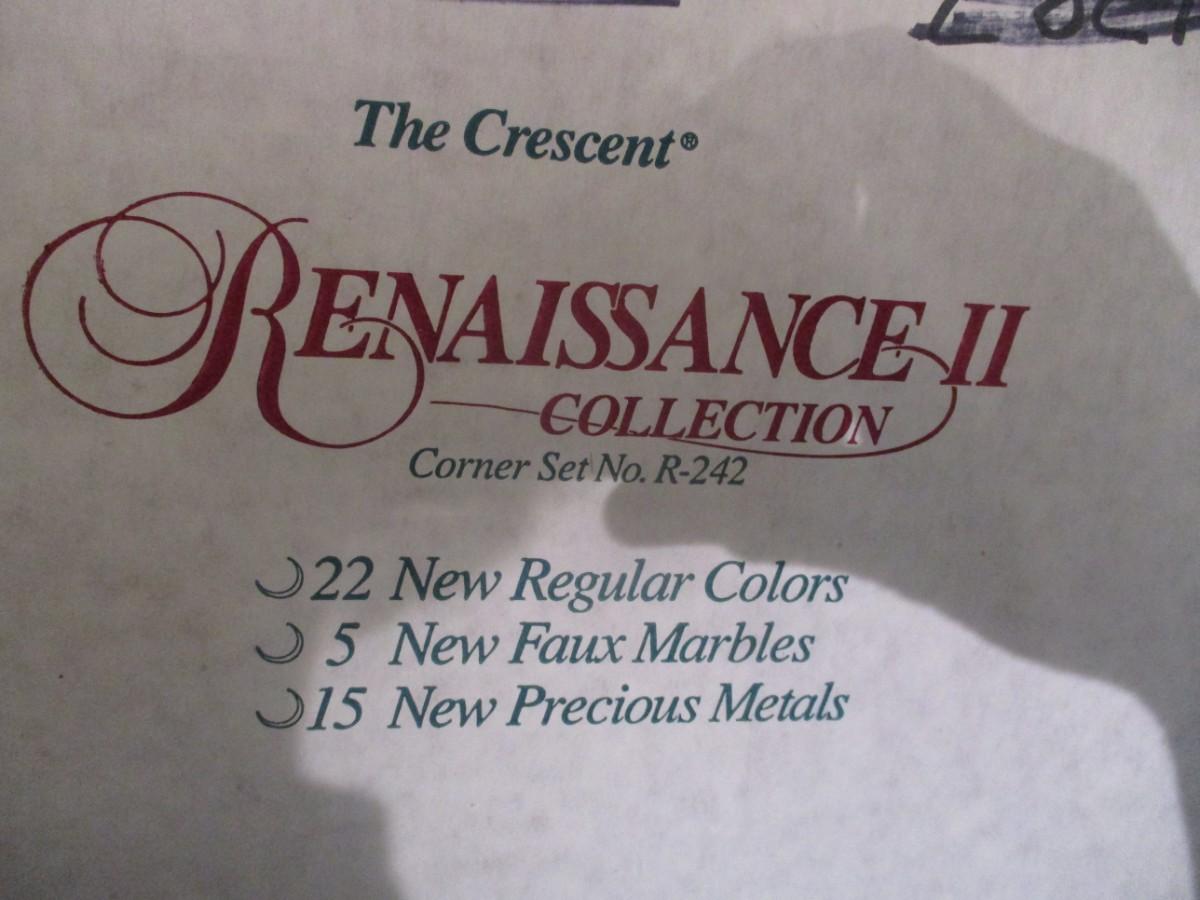 The Crescent®
RENAISSANCE II
COLLECTION
Corner Set No. R-242
22 New Regular Colors
5 New Faux Marbles
15 New Precious Metals